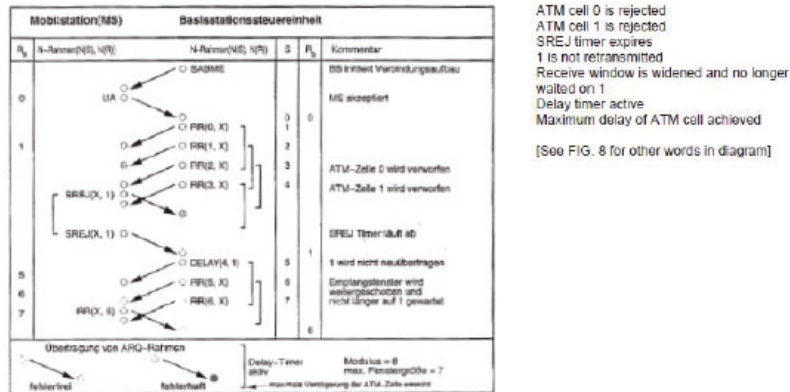 Mobilstation(MS) Basisstationssteuereinheit
N-Rahmen(N(S), N(R)) N-Rahmen(N(S), N(R)) S Kommentar
SABME BS initiiert Verbindungsaufbau
0 UA MS akzeptiert
0 0
RR(0, X) 1
1 RR(1, X) 2
RR(2, X) 3 ATM-Zelle 0 wird verworfen
RR(3, X) 4 ATM-Zelle 1 wird verworfen
SREJ(X, 1)
SREJ(X, 1) SREJ Timer läuft ab
1
DELAY(4, 1) 5 1 wird nicht neuübertragen
5 RR(5, X) 6 Empfangsfenster wird
6 weitergeschoben und
RR(6, X) 7 nicht länger auf 1 gewartet
7 RR(X, 6)
6
Übertragung von ARQ-Rahmen
Delay-Timer aktiv
Modulus = 8
max. Fenstergröße = 7
fehlerfrei fehlerhaft maximale Verzögerung der ATM-Zelle erreicht
ATM cell 0 is rejected
ATM cell 1 is rejected
SREJ timer expires
1 is not retransmitted
Receive window is widened and no longer
waited on 1
Delay timer active
Maximum delay of ATM cell achieved
[See FIG. 8 for other words in diagram]